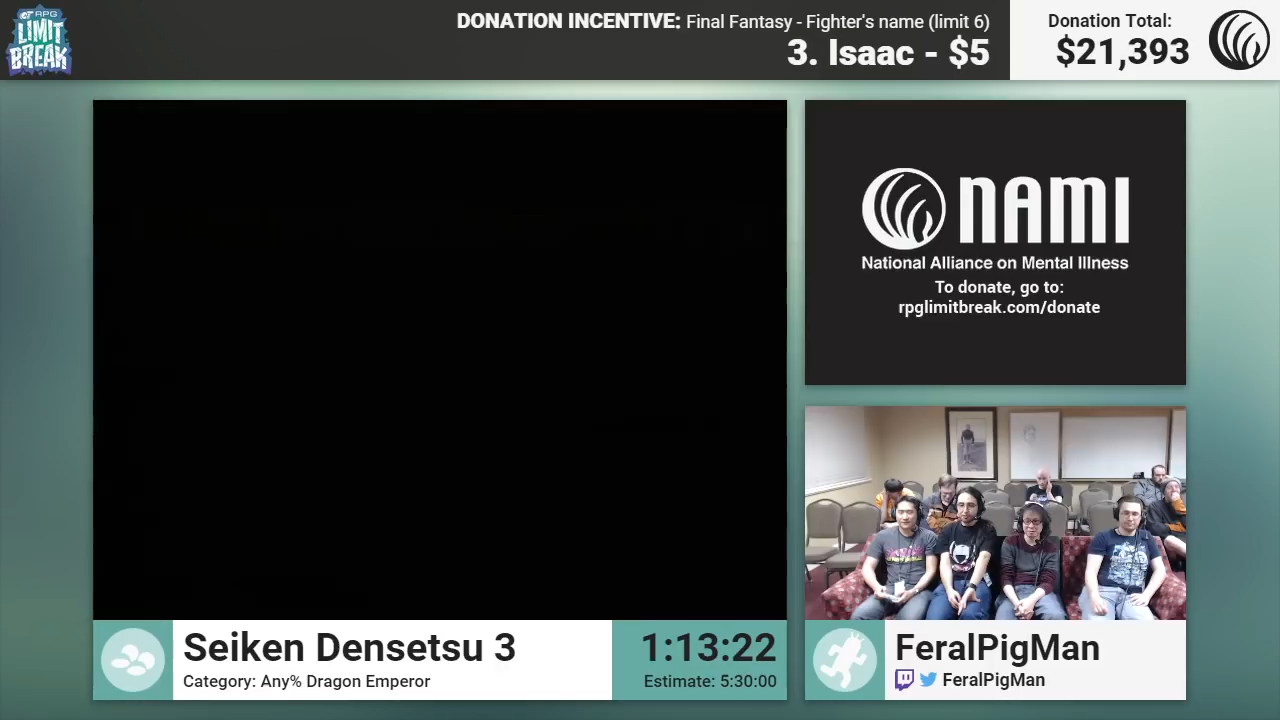 RPG
LIMIT
BREAK
DONATION INCENTIVE: Final Fantasy - Fighter's name (limit 6)
3. Isaac - $5
Donation Total:
$21,393
NAMI
National Alliance on Mental Illness
To donate, go to:
rpglimitbreak.com/donate
Seiken Densetsu 3
Category: Any% Dragon Emperor
1:13:22
Estimate: 5:30:00
FeralPigMan
FeralPigMan